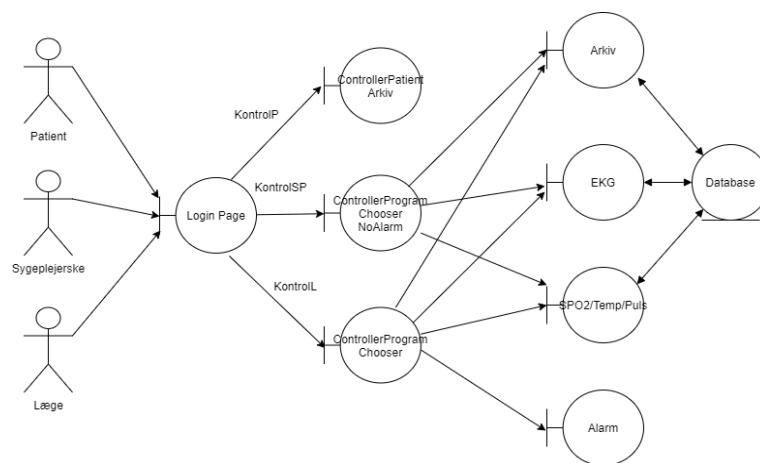 Patient
Sygeplejerske
Læge
Login Page
KontrolP
KontrolSP
KontrolL
ControllerPatient
Arkiv
ControllerProgram
Chooser
NoAlarm
ControllerProgram
Chooser
Arkiv
EKG
SPO2/Temp/Puls
Alarm
Database